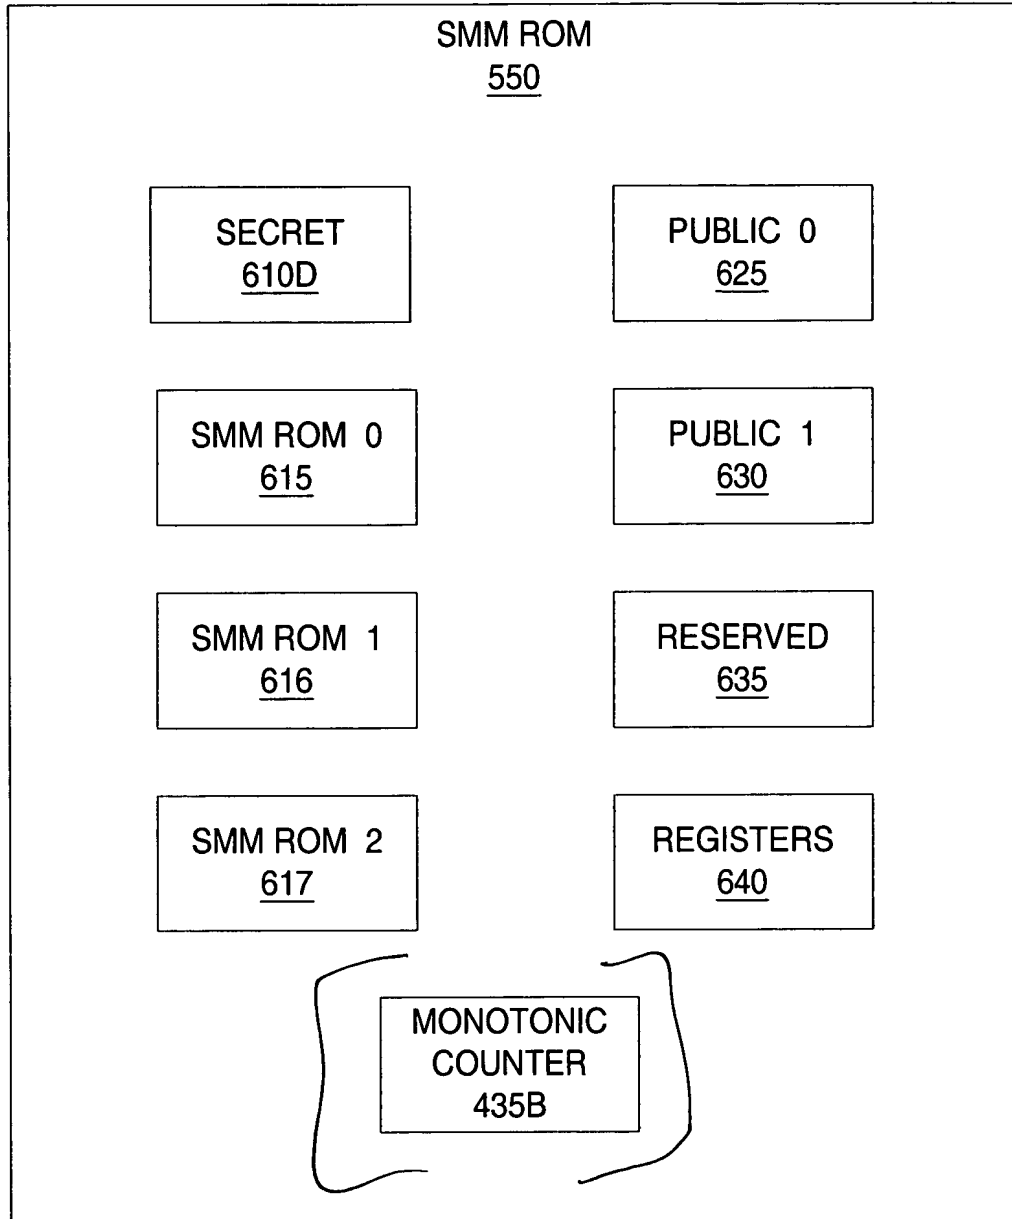 SMM ROM
550
SECRET
610D
PUBLIC 0
625
SMM ROM 0
615
PUBLIC 1
630
SMM ROM 1
616
RESERVED
635
SMM ROM 2
617
REGISTERS
640
MONOTONIC
COUNTER
435B